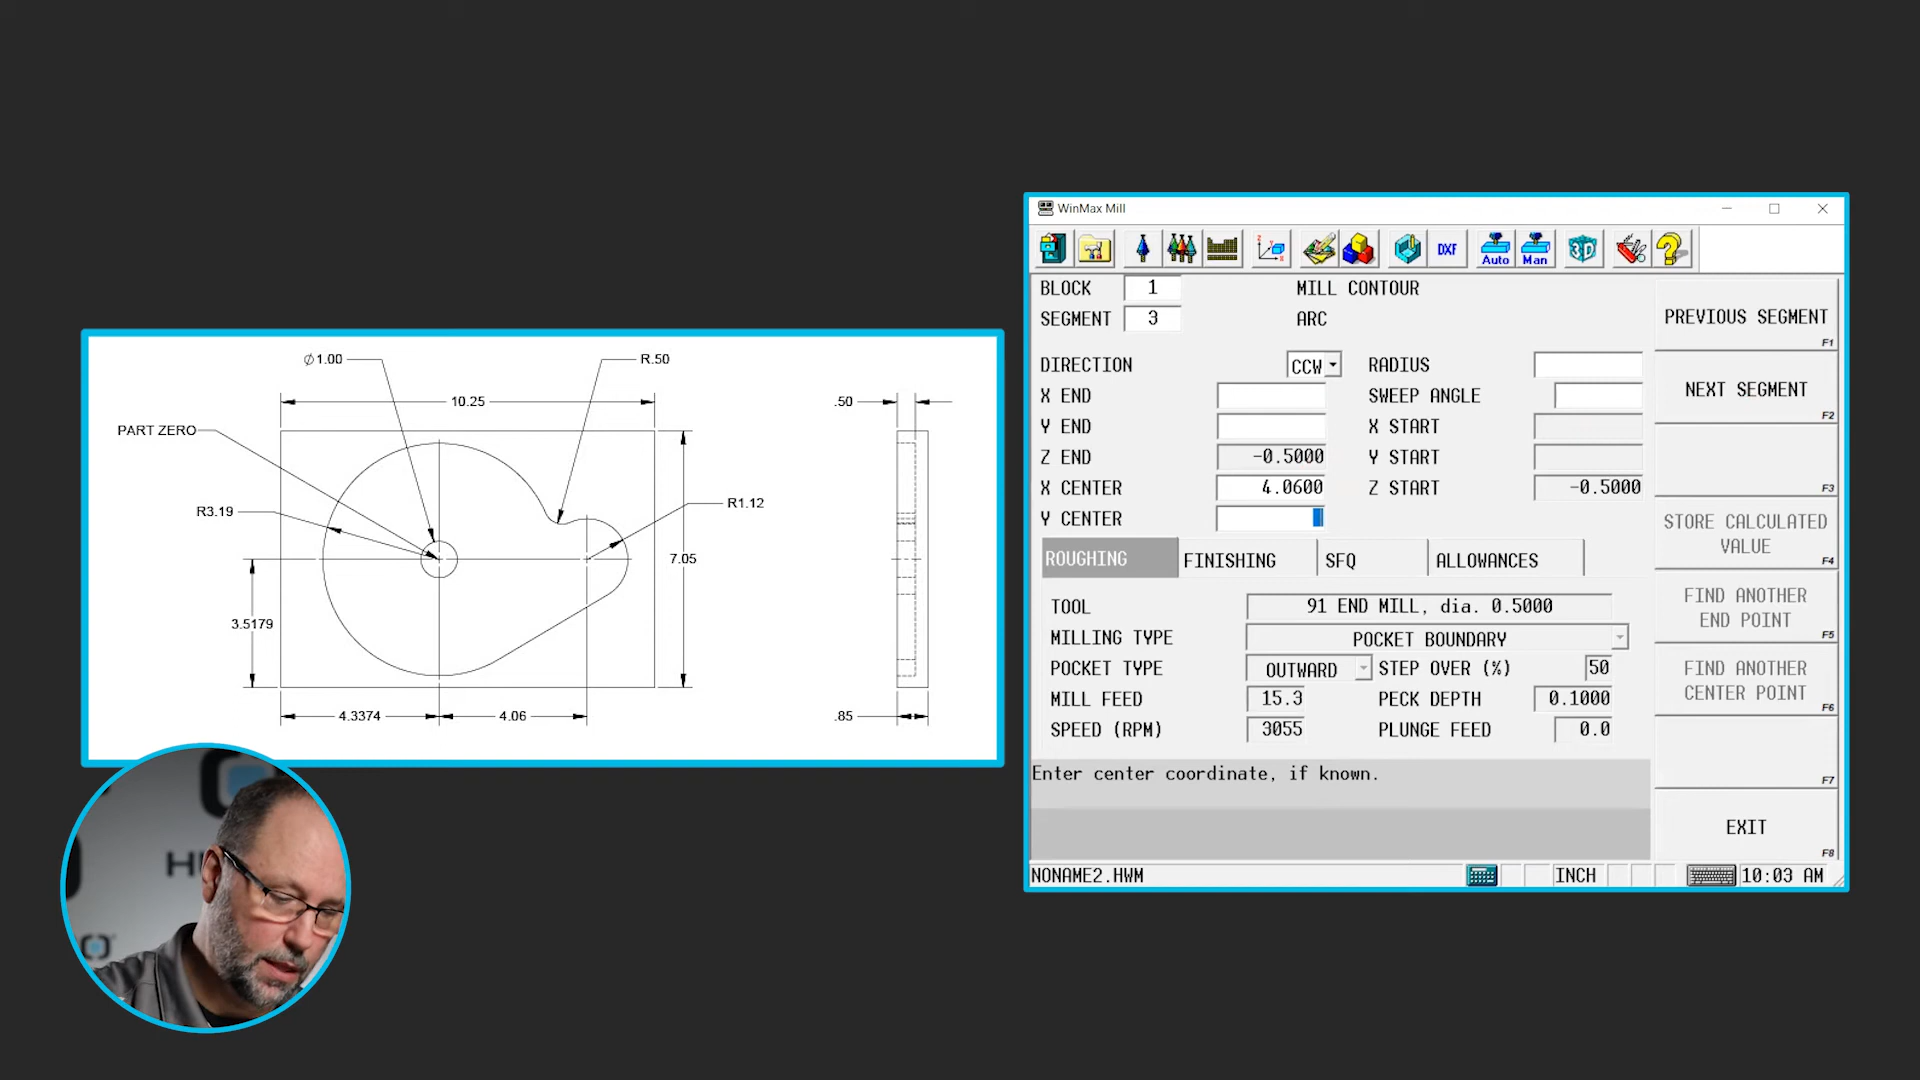 WinMax Mill
DXF
Auto
Man
3D
BLOCK 1 MILL CONTOUR
SEGMENT 3 ARC
DIRECTION CCW RADIUS
X END SWEEP ANGLE
Y END X START
Z END -0.5000 Y START
X CENTER 4.0600 Z START -0.5000
Y CENTER
ROUGHING FINISHING SFQ ALLOWANCES
TOOL 91 END MILL, dia. 0.5000
MILLING TYPE POCKET BOUNDARY
POCKET TYPE OUTWARD STEP OVER (%) 50
MILL FEED 15.3 PECK DEPTH 0.1000
SPEED (RPM) 3055 PLUNGE FEED 0.0
Enter center coordinate, if known.
NONAME2.HWM INCH 10:03 AM
PREVIOUS SEGMENT
F1
NEXT SEGMENT
F2
F3
STORE CALCULATED
VALUE
F4
FIND ANOTHER
END POINT
F5
FIND ANOTHER
CENTER POINT
F6
F7
EXIT
F8
Ø1.00
R.50
10.25
.50
PART ZERO
R3.19
R1.12
7.05
3.5179
4.3374
4.06
.85
H